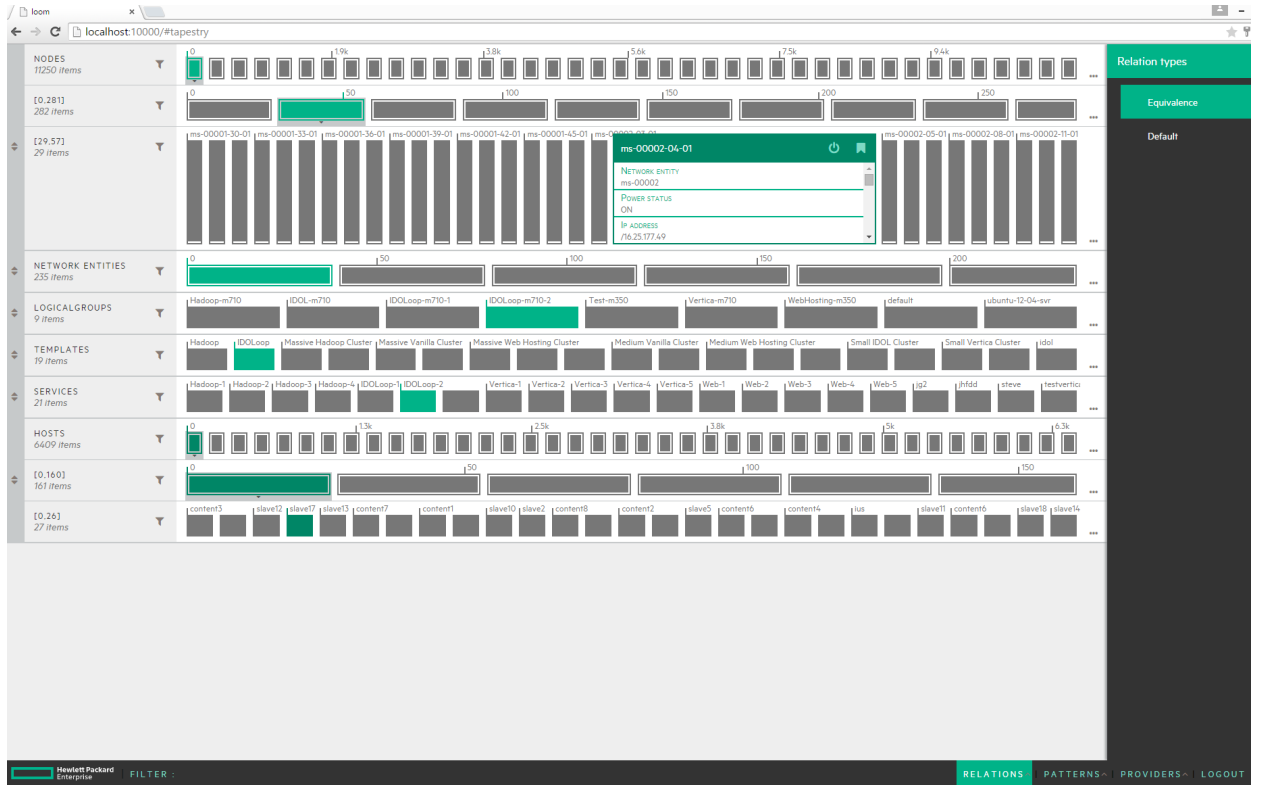 loom
localhost:10000/#tapestry
NODES
11250 items
0 1.9k 3.8k 5.6k 7.5k 9.4k
...
[0,281]
282 items
0 50 100 150 200 250
...
[29,57]
29 items
ms-00001-30-01 ms-00001-33-01 ms-00001-36-01 ms-00001-39-01 ms-00001-42-01 ms-00001-45-01 ms-00002-05-01 ms-00002-08-01 ms-00002-11-01
...
ms-00002-04-01
NETWORK ENTITY
ms-00002
POWER STATUS
ON
IP ADDRESS
/16.25.177.49
NETWORK ENTITIES
235 items
0 50 100 150 200
...
LOGICALGROUPS
9 items
Hadoop-m710 IDOL-m710 IDOLoop-m710-1 IDOLoop-m710-2 Test-m350 Vertica-m710 WebHosting-m350 default ubuntu-12-04-svr
...
TEMPLATES
19 items
Hadoop IDOLoop Massive Hadoop Cluster Massive Vanilla Cluster Massive Web Hosting Cluster Medium Vanilla Cluster Medium Web Hosting Cluster Small IDOL Cluster Small Vertica Cluster idol
...
SERVICES
21 items
Hadoop-1 Hadoop-2 Hadoop-3 Hadoop-4 IDOLoop-1 IDOLoop-2 Vertica-1 Vertica-2 Vertica-3 Vertica-4 Vertica-5 Web-1 Web-2 Web-3 Web-4 Web-5 jg2 jhfdd steve testvertic
...
HOSTS
6409 items
0 1.3k 2.5k 3.8k 5k 6.3k
...
[0,160]
161 items
0 50 100 150
...
[0,26]
27 items
content3 slave12 slave17 slave13 content7 content1 slave10 slave2 content8 content2 slave5 content6 content4 ius slave11 content6 slave18 slave14
...
Relation types
Equivalence
Default
Hewlett Packard
Enterprise
FILTER :
RELATIONS PATTERNS PROVIDERS LOGOUT